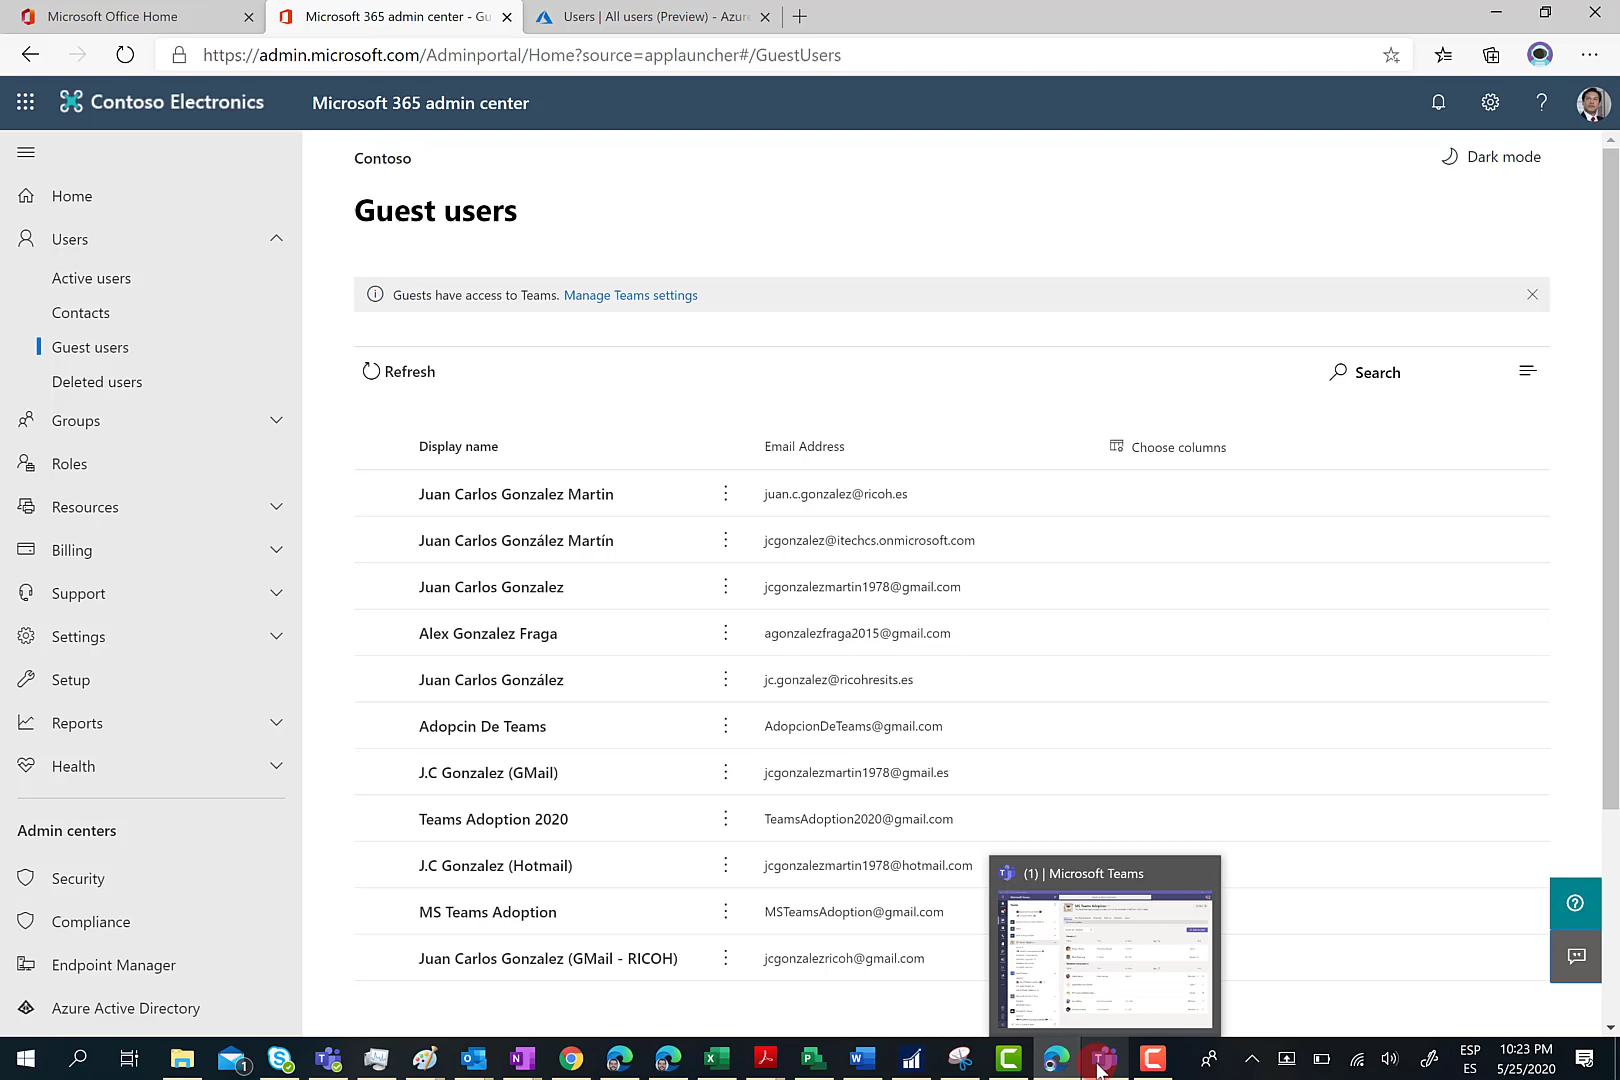 Microsoft Office Home
Microsoft 365 admin center - Gu
Users | All users (Preview) - Azure
https://admin.microsoft.com/Adminportal/Home?source=applauncher#/GuestUsers
Contoso Electronics
Microsoft 365 admin center
Contoso
Dark mode
Guest users
Guests have access to Teams. Manage Teams settings
Refresh
Search
Home
Users
Active users
Contacts
Guest users
Deleted users
Groups
Roles
Resources
Billing
Support
Settings
Setup
Reports
Health
Admin centers
Security
Compliance
Endpoint Manager
Azure Active Directory
Display name Email Address Choose columns
Juan Carlos Gonzalez Martin juan.c.gonzalez@ricoh.es
Juan Carlos González Martín jcgonzalez@itechcs.onmicrosoft.com
Juan Carlos Gonzalez jcgonzalezmartin1978@gmail.com
Alex Gonzalez Fraga agonzalezfraga2015@gmail.com
Juan Carlos González jc.gonzalez@ricohresits.es
Adopcin De Teams AdopcionDeTeams@gmail.com
J.C Gonzalez (GMail) jcgonzalezmartin1978@gmail.es
Teams Adoption 2020 TeamsAdoption2020@gmail.com
J.C Gonzalez (Hotmail) jcgonzalezmartin1978@hotmail.com
MS Teams Adoption MSTeamsAdoption@gmail.com
Juan Carlos Gonzalez (GMail - RICOH) jcgonzalezricoh@gmail.com
(1) | Microsoft Teams
MS Teams Adoption
1
ESP
ES
10:23 PM
5/25/2020